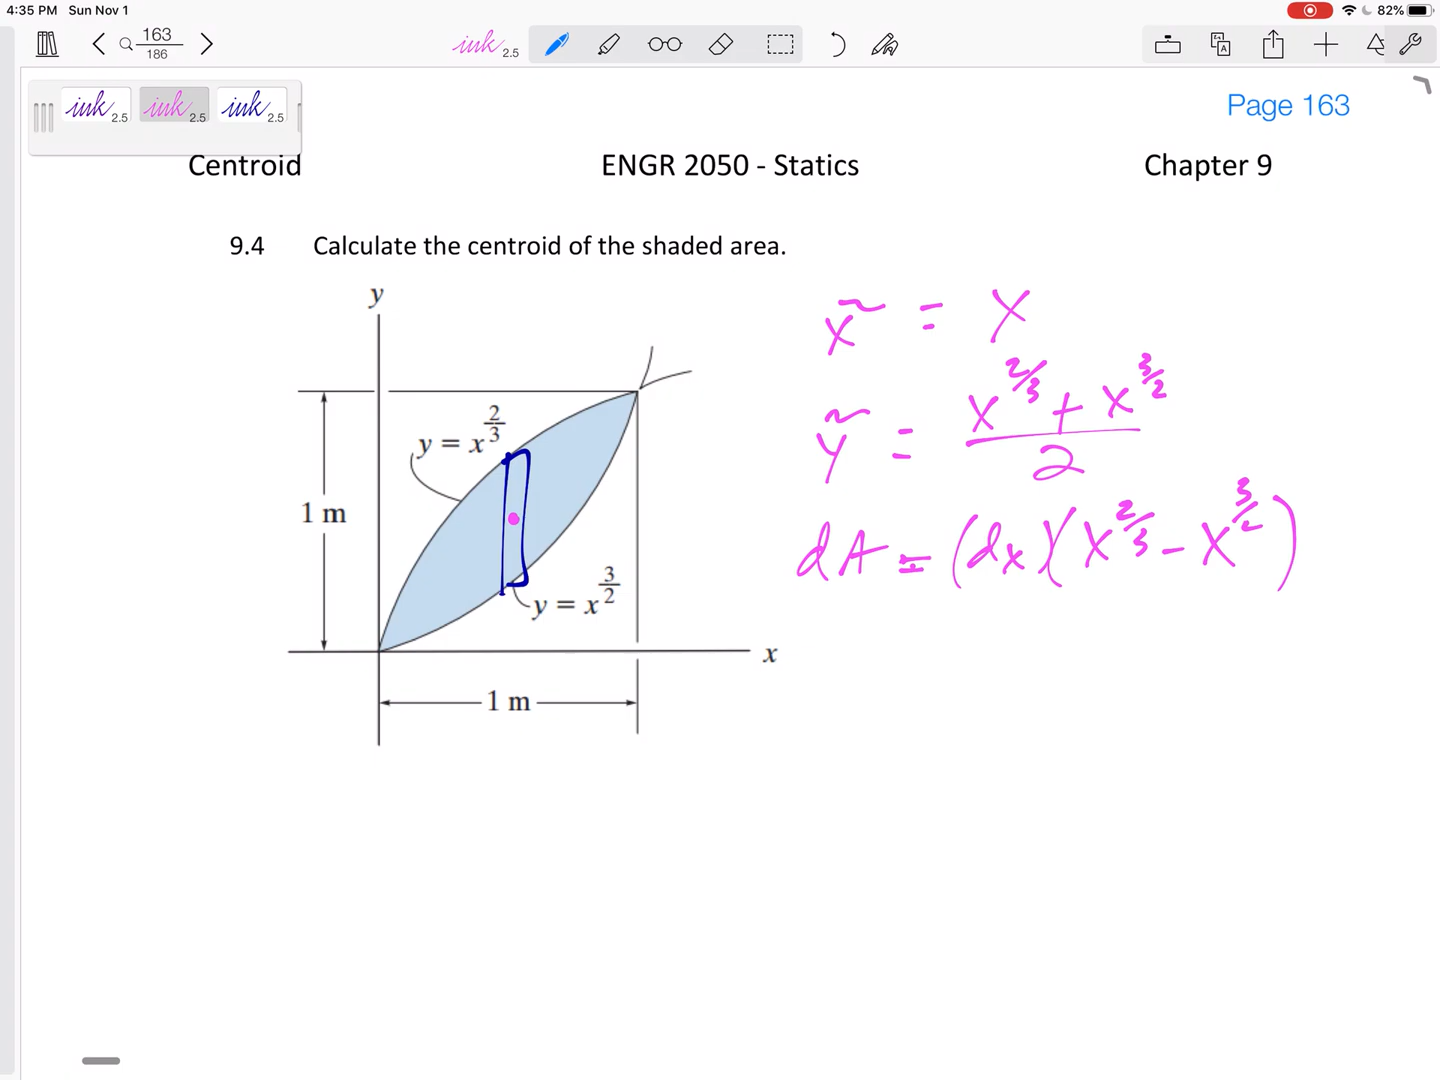 4:35 PM Sun Nov 1
82%
163
186
ink 2.5
ink 2.5 ink 2.5 ink 2.5
Page 163
Centroid ENGR 2050 - Statics Chapter 9
9.4 Calculate the centroid of the shaded area.
y
x̃ = x
y = x^(2/3)
ỹ = (x^(2/3) + x^(3/2))/2
1 m
dA = (dx)(x^(2/3) - x^(3/2))
y = x^(3/2)
x
1 m